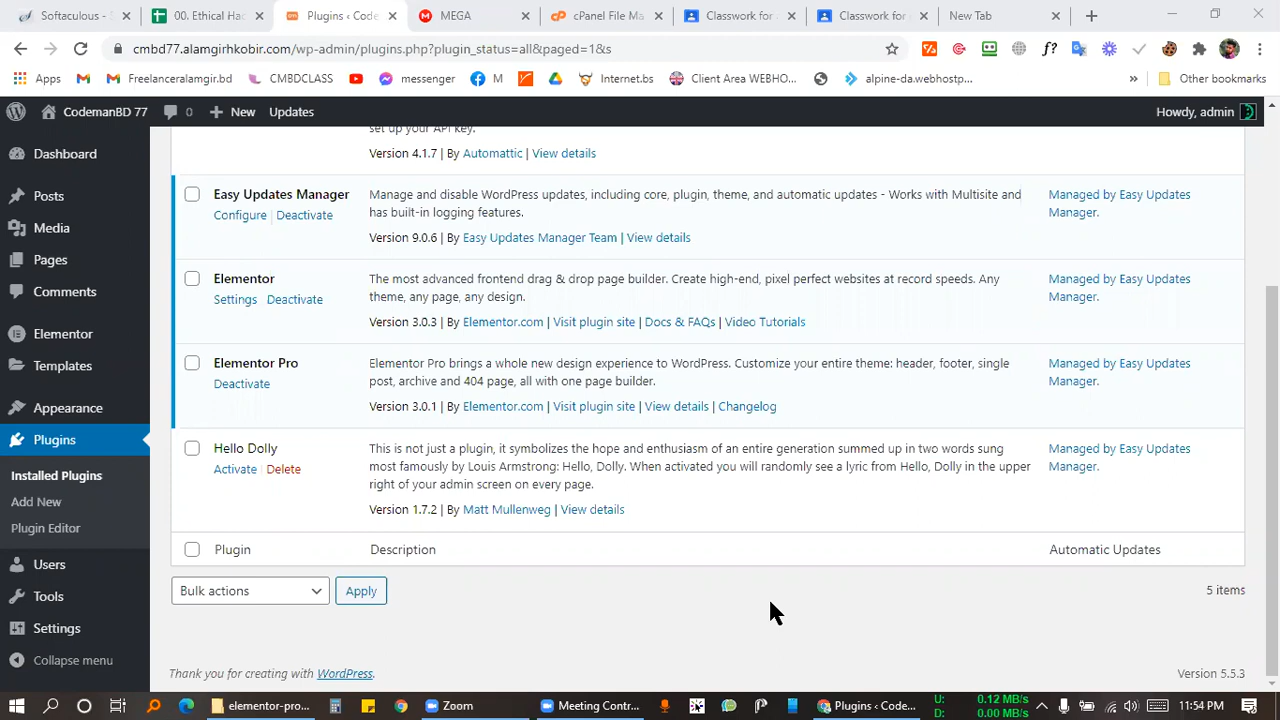 Softaculous - E
00. Ethical Hac
Plugins ‹ Code
MEGA
cPanel File Ma
Classwork for
Classwork for
New Tab
cmbd77.alamgirhkobir.com/wp-admin/plugins.php?plugin_status=all&paged=1&s
Apps
Freelanceralamgir.bd
CMBDCLASS
messenger
M
Internet.bs
Client Area WEBHO...
alpine-da.webhostp...
Other bookmarks
CodemanBD 77
0
New
Updates
Howdy, admin
Dashboard
Posts
Media
Pages
Comments
Elementor
Templates
Appearance
Plugins
Installed Plugins
Add New
Plugin Editor
Users
Tools
Settings
Collapse menu
set up your API key.
Version 4.1.7 | By Automattic | View details
Easy Updates Manager
Configure | Deactivate
Manage and disable WordPress updates, including core, plugin, theme, and automatic updates - Works with Multisite and
has built-in logging features.
Version 9.0.6 | By Easy Updates Manager Team | View details
Managed by Easy Updates
Manager.
Elementor
Settings Deactivate
The most advanced frontend drag & drop page builder. Create high-end, pixel perfect websites at record speeds. Any
theme, any page, any design.
Version 3.0.3 | By Elementor.com | Visit plugin site | Docs & FAQs | Video Tutorials
Managed by Easy Updates
Manager.
Elementor Pro
Deactivate
Elementor Pro brings a whole new design experience to WordPress. Customize your entire theme: header, footer, single
post, archive and 404 page, all with one page builder.
Version 3.0.1 | By Elementor.com | Visit plugin site | View details | Changelog
Managed by Easy Updates
Manager.
Hello Dolly
Activate | Delete
This is not just a plugin, it symbolizes the hope and enthusiasm of an entire generation summed up in two words sung
most famously by Louis Armstrong: Hello, Dolly. When activated you will randomly see a lyric from Hello, Dolly in the upper
right of your admin screen on every page.
Version 1.7.2 | By Matt Mullenweg | View details
Managed by Easy Updates
Manager.
Plugin
Description
Automatic Updates
Bulk actions
Apply
5 items
Thank you for creating with WordPress.
Version 5.5.3
elementor-pro...
Zoom
Meeting Contr...
Plugins ‹ Code...
U: 0.12 MB/s
D: 0.00 MB/s
11:54 PM